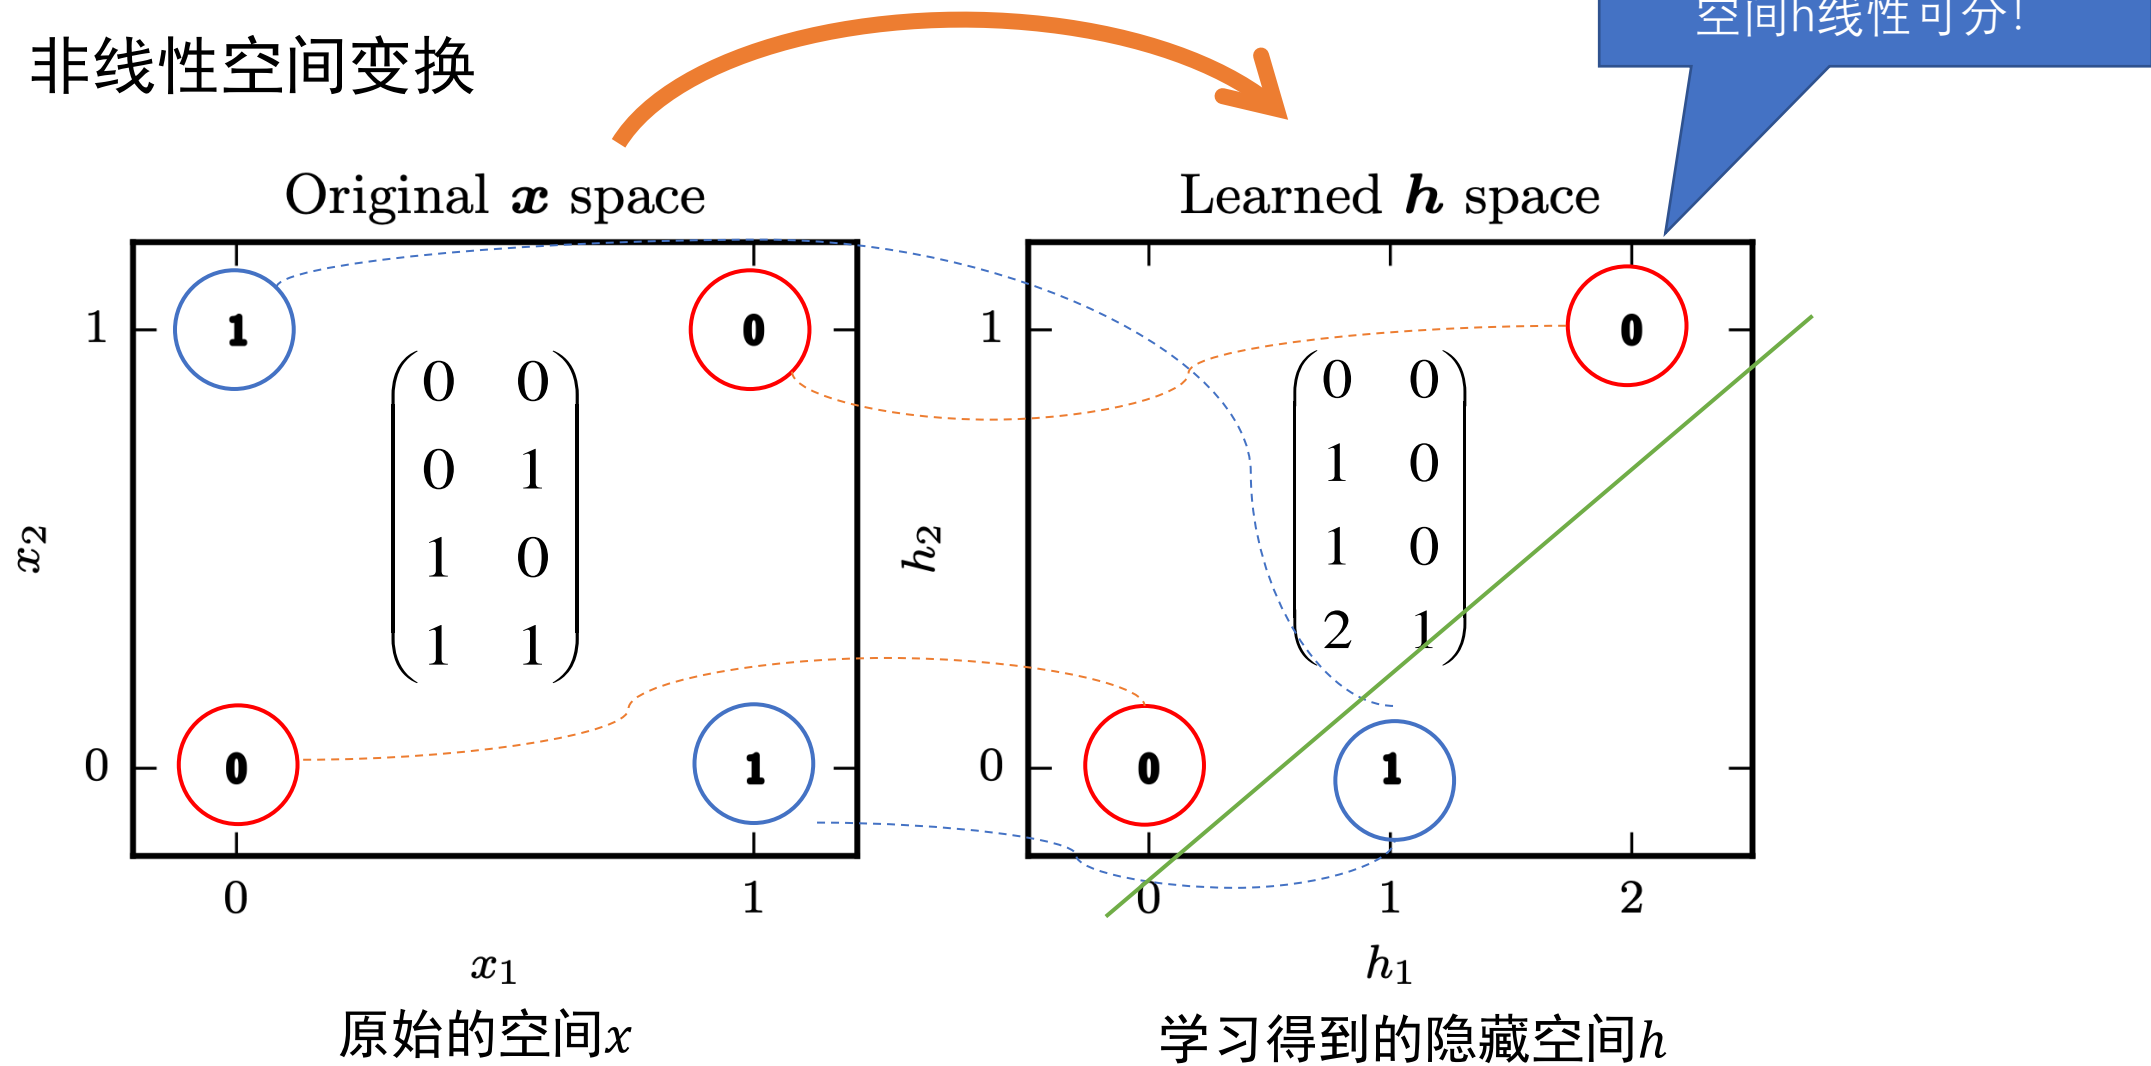 空间h线性可分!
非线性空间变换
Original x space
1
1 0
0 0
0 1
1 0
1 1
x2
0
0 1
0 1
x1
原始的空间x
Learned h space
1
0
0 0
1 0
1 0
2 1
h2
0
0 1
0 1 2
h1
学习得到的隐藏空间h